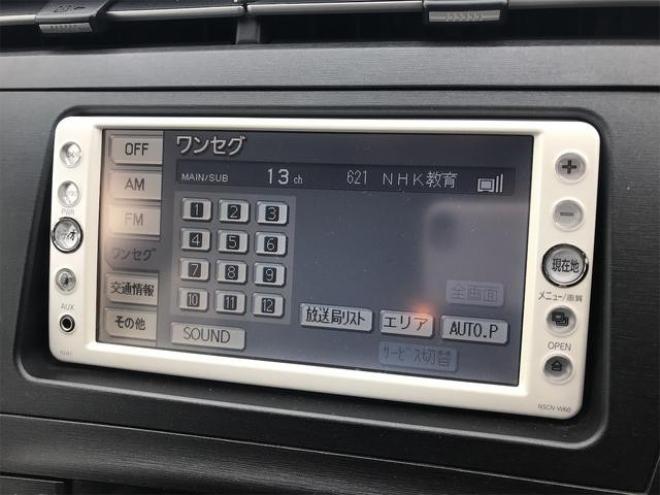 OFF
AM
FM
ワンセグ
交通情報
その他
ワンセグ
MAIN/SUB 13 ch 621 NHK教育
1 2 3
4 5 6
7 8 9
10 11 12
全画面
放送局リスト エリア AUTO.P
SOUND
サービス切替
PWR
AUX
現在地
メニュー/画質
OPEN
NSCN-W60